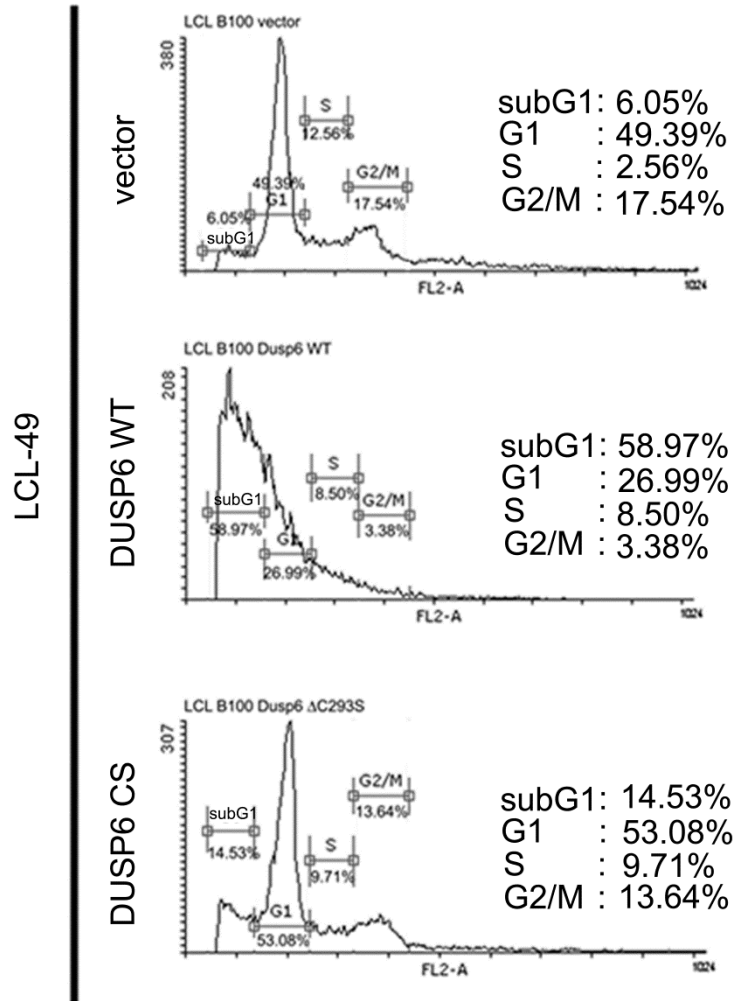 LCL-49
vector
LCL B100 vector
380
S
12.56%
G2/M
17.54%
49.39%
G1
6.05%
subG1
FL2-A
1024
subG1: 6.05%
G1 : 49.39%
S : 2.56%
G2/M : 17.54%
DUSP6 WT
LCL B100 Dusp6 WT
208
S
8.50%
G2/M
3.38%
subG1
58.97%
G1
26.99%
FL2-A
1024
subG1: 58.97%
G1 : 26.99%
S : 8.50%
G2/M : 3.38%
DUSP6 CS
LCL B100 Dusp6 ΔC293S
307
G2/M
13.64%
subG1
14.53%
S
9.71%
G1
53.08%
FL2-A
1024
subG1: 14.53%
G1 : 53.08%
S : 9.71%
G2/M : 13.64%